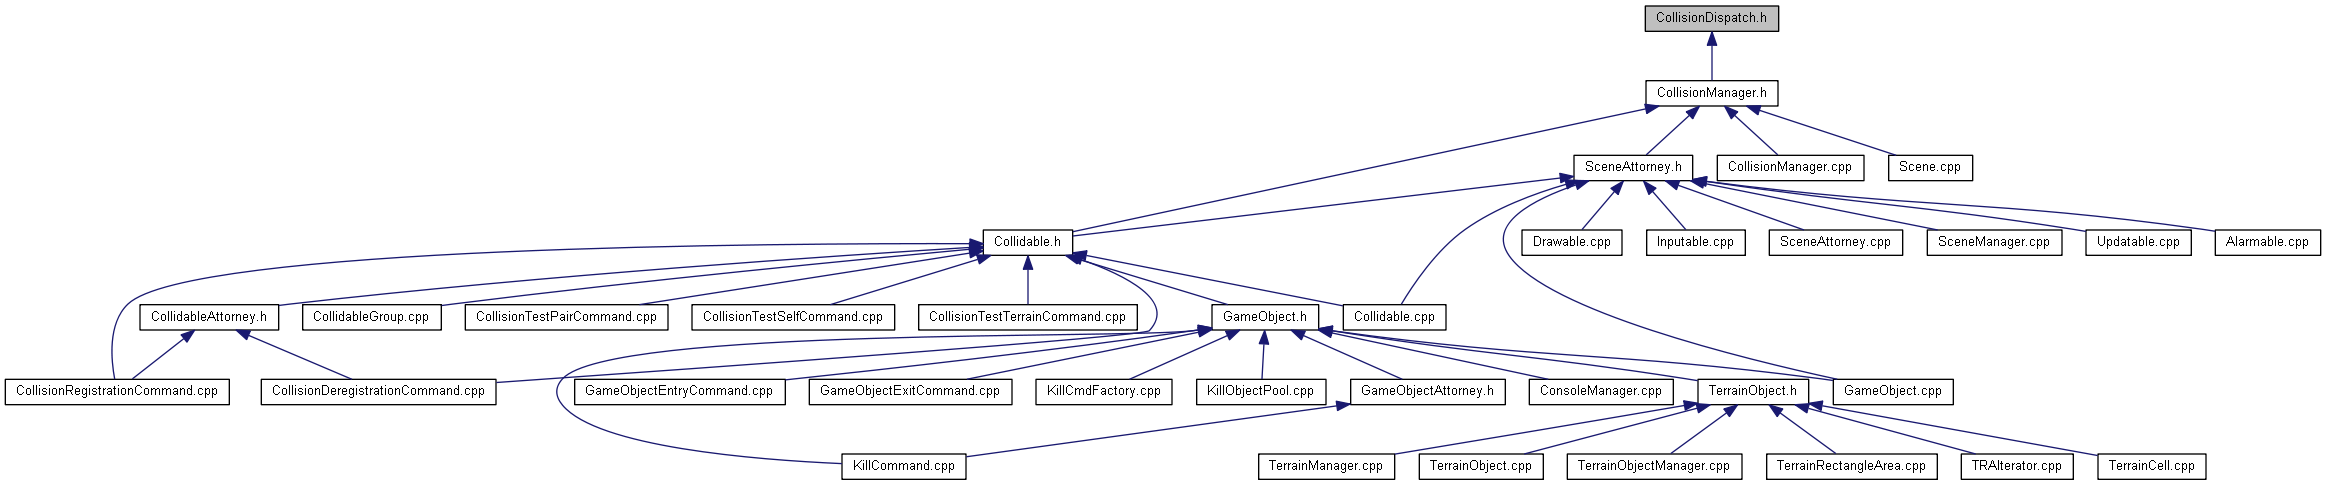 CollisionDispatch.h
CollisionManager.h
SceneAttorney.h
CollisionManager.cpp
Scene.cpp
Collidable.h
Drawable.cpp
Inputable.cpp
SceneAttorney.cpp
SceneManager.cpp
Updatable.cpp
Alarmable.cpp
CollidableAttorney.h
CollidableGroup.cpp
CollisionTestPairCommand.cpp
CollisionTestSelfCommand.cpp
CollisionTestTerrainCommand.cpp
GameObject.h
Collidable.cpp
CollisionRegistrationCommand.cpp
CollisionDeregistrationCommand.cpp
GameObjectEntryCommand.cpp
GameObjectExitCommand.cpp
KillCmdFactory.cpp
KillObjectPool.cpp
GameObjectAttorney.h
ConsoleManager.cpp
TerrainObject.h
GameObject.cpp
KillCommand.cpp
TerrainManager.cpp
TerrainObject.cpp
TerrainObjectManager.cpp
TerrainRectangleArea.cpp
TRAIterator.cpp
TerrainCell.cpp